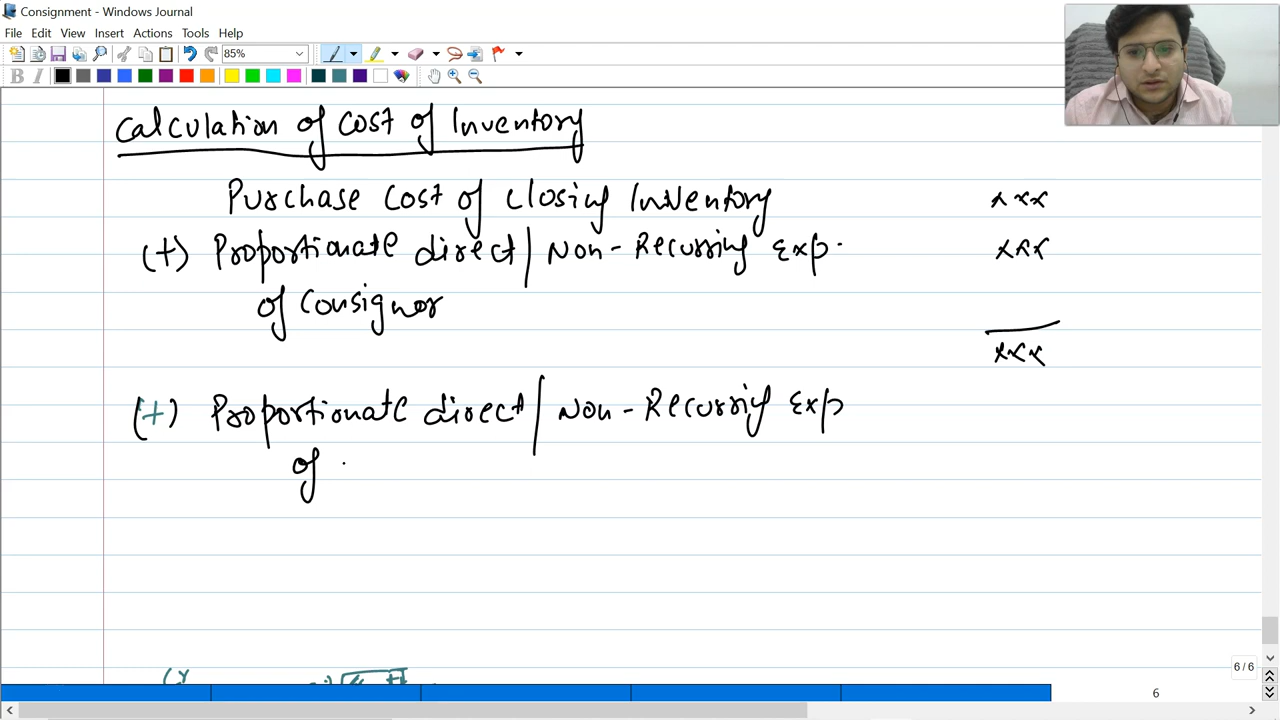 Consignment - Windows Journal
File Edit View Insert Actions Tools Help
85%
B I
Calculation of Cost of Inventory
Purchase Cost of Closing Inventory xxx
(+) Proportionate direct / Non-Recurring Exp. xxx
of Consignor
xxx
(+) Proportionate direct / Non-Recurring Exp
of
6 / 6
6